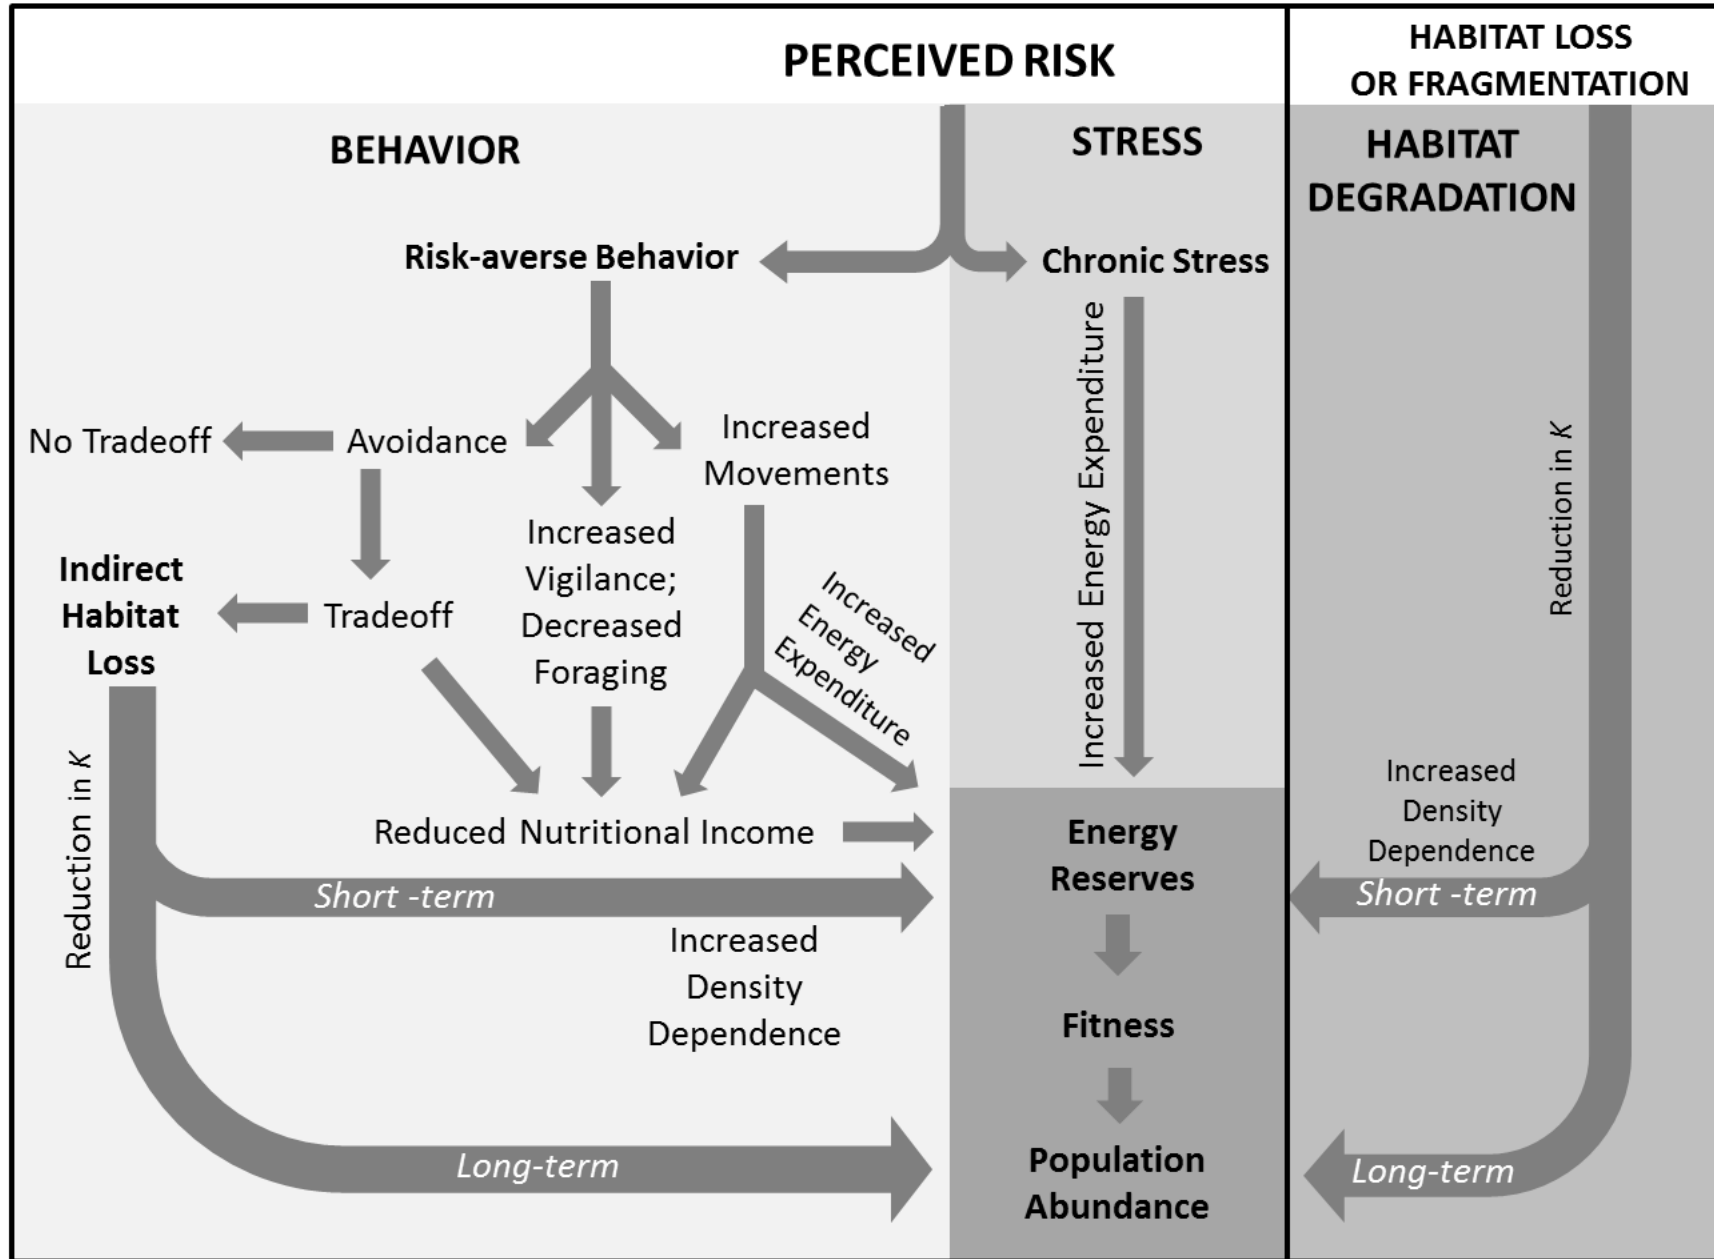 PERCEIVED RISK
HABITAT LOSS
OR FRAGMENTATION
BEHAVIOR
STRESS
HABITAT
DEGRADATION
Risk-averse Behavior
Chronic Stress
Increased Energy Expenditure
Reduction in K
No Tradeoff
Avoidance
Increased
Movements
Increased
Vigilance;
Decreased
Foraging
Indirect
Habitat
Loss
Tradeoff
Increased
Energy
Expenditure
Reduction in K
Reduced Nutritional Income
Energy
Reserves
Increased
Density
Dependence
Short -term
Short -term
Increased
Density
Dependence
Fitness
Long-term
Population
Abundance
Long-term